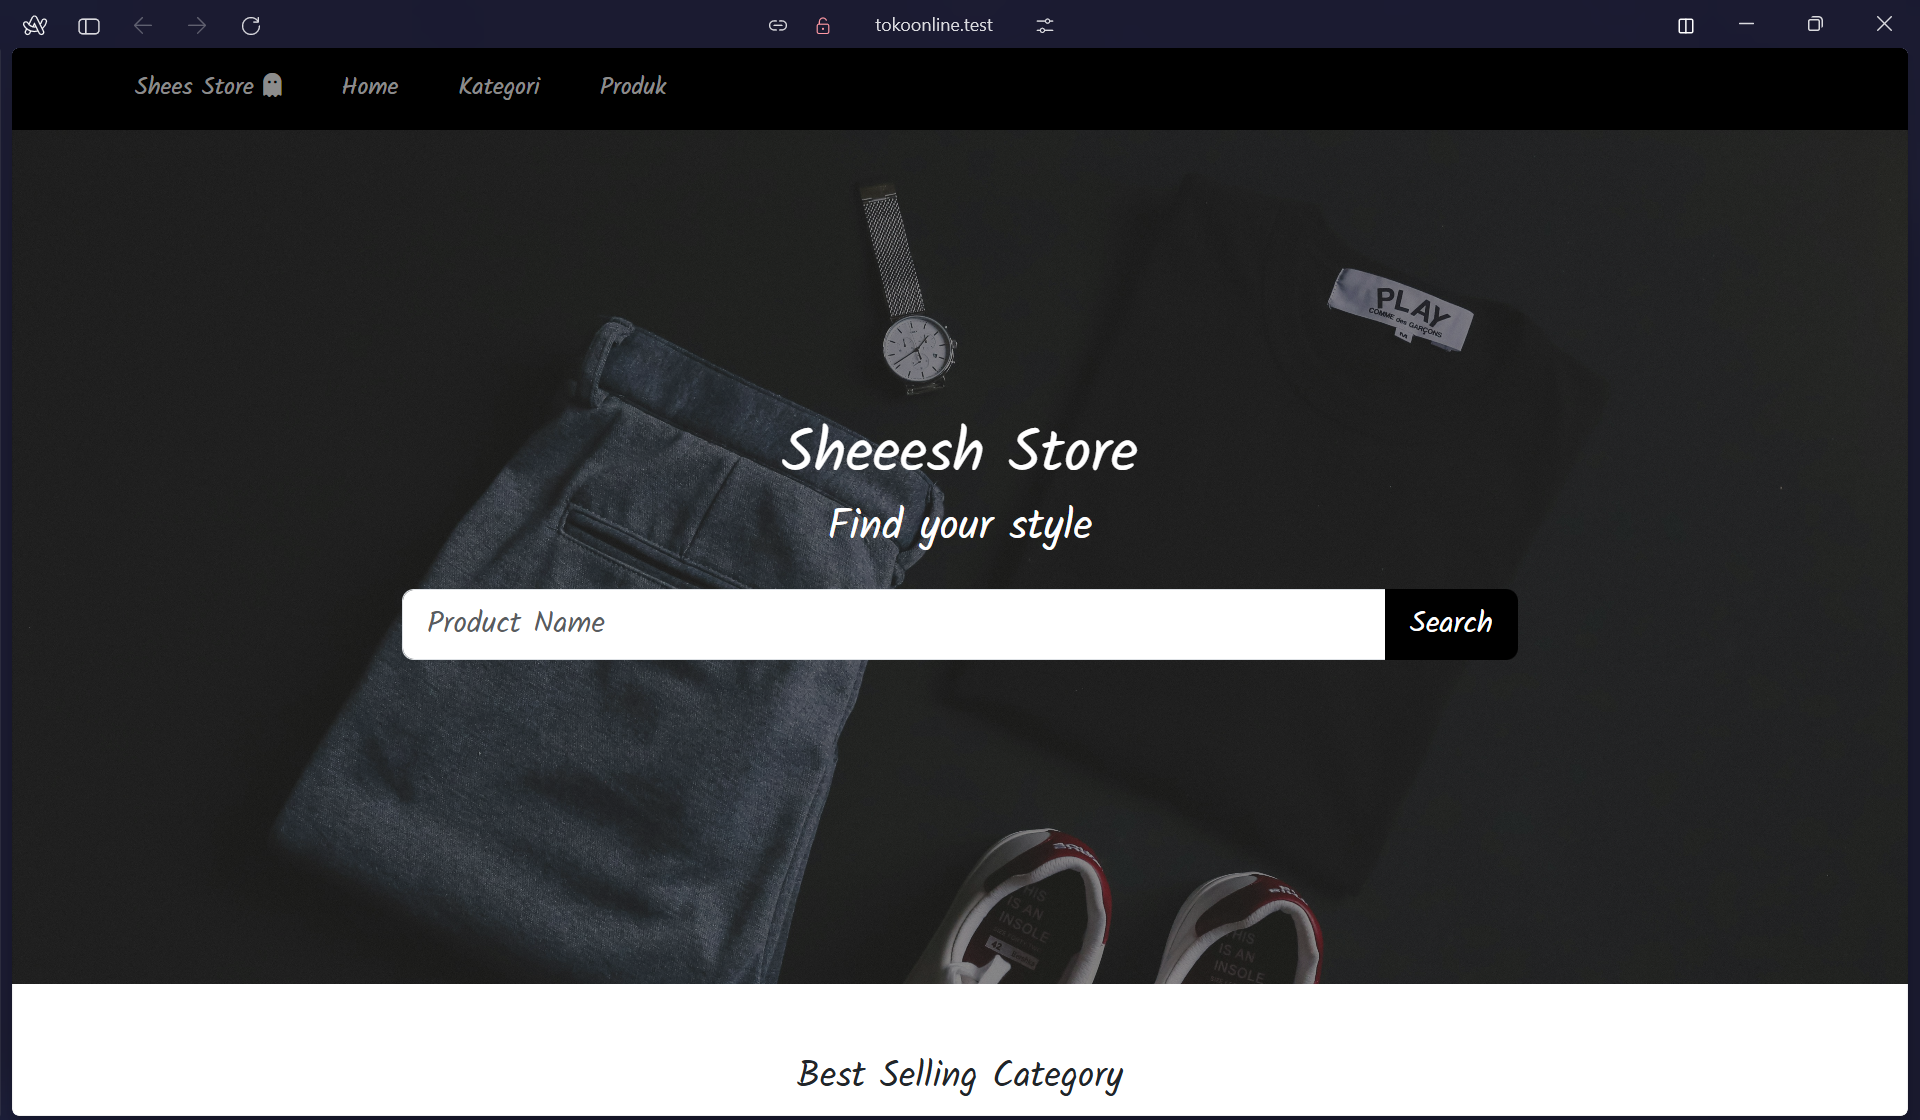 tokoonline.test
Shees Store Home Kategori Produk
PLAY
COMME des GARÇONS
M
Sheeesh Store
Find your style
Product Name Search
THIS
IS AN
INSOLE
42
THIS
IS AN
INSOLE
Best Selling Category